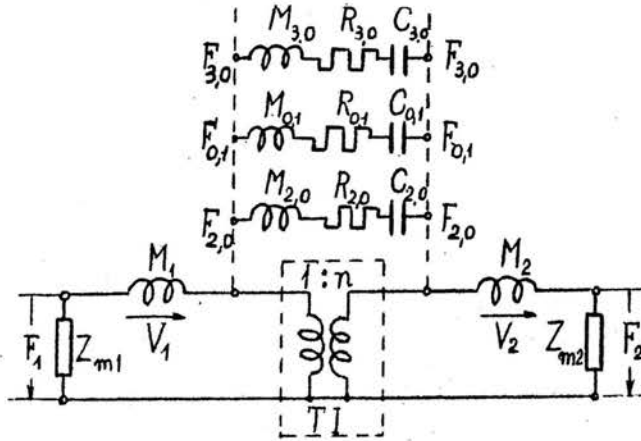 M3,0 R3,0 C3,0
F3,0 F3,0
M0,1 R0,1 C0,1
F0,1 F0,1
M2,0 R2,0 C2,0
F2,0 F2,0
M1 1:n M2
F1 Zm1 V1 V2 Zm2 F2
TI